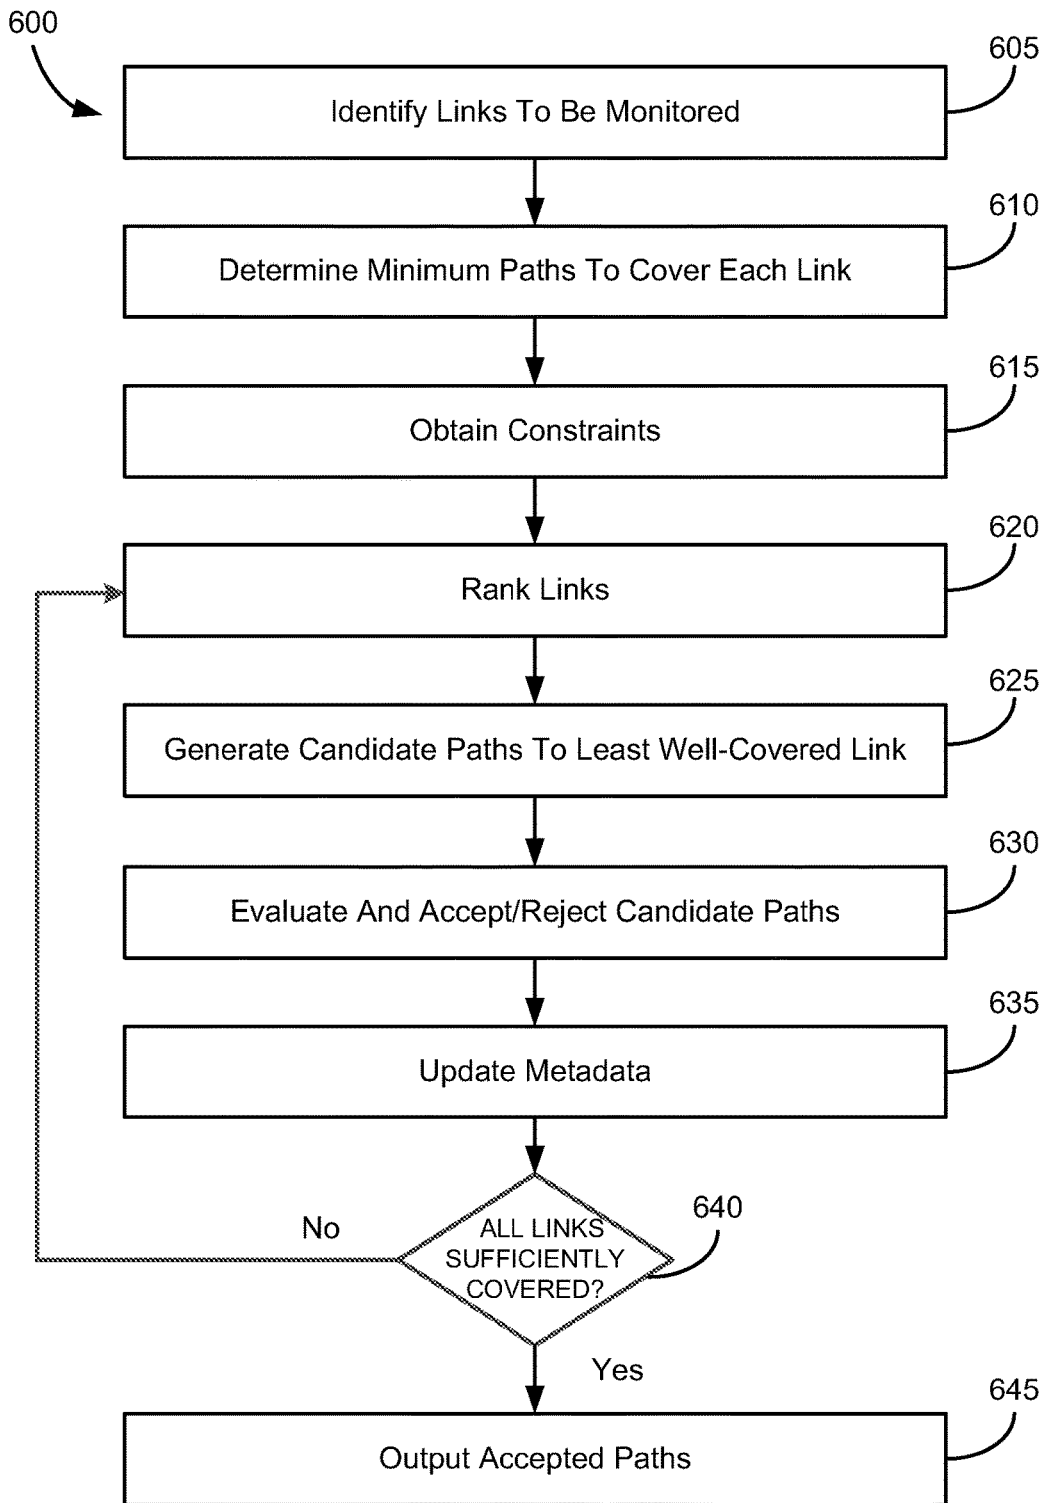 600
605
Identify Links To Be Monitored
610
Determine Minimum Paths To Cover Each Link
615
Obtain Constraints
620
Rank Links
625
Generate Candidate Paths To Least Well-Covered Link
630
Evaluate And Accept/Reject Candidate Paths
635
Update Metadata
640
No
ALL LINKS
SUFFICIENTLY
COVERED?
Yes
645
Output Accepted Paths